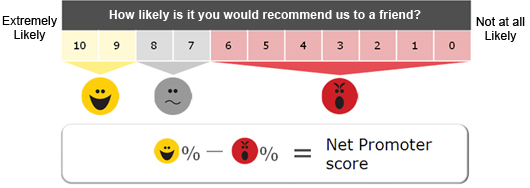 How likely is it you would recommend us to a friend?
Extremely
Likely
Not at all
Likely
10 9 8 7 6 5 4 3 2 1 0
% — % = Net Promoter
score